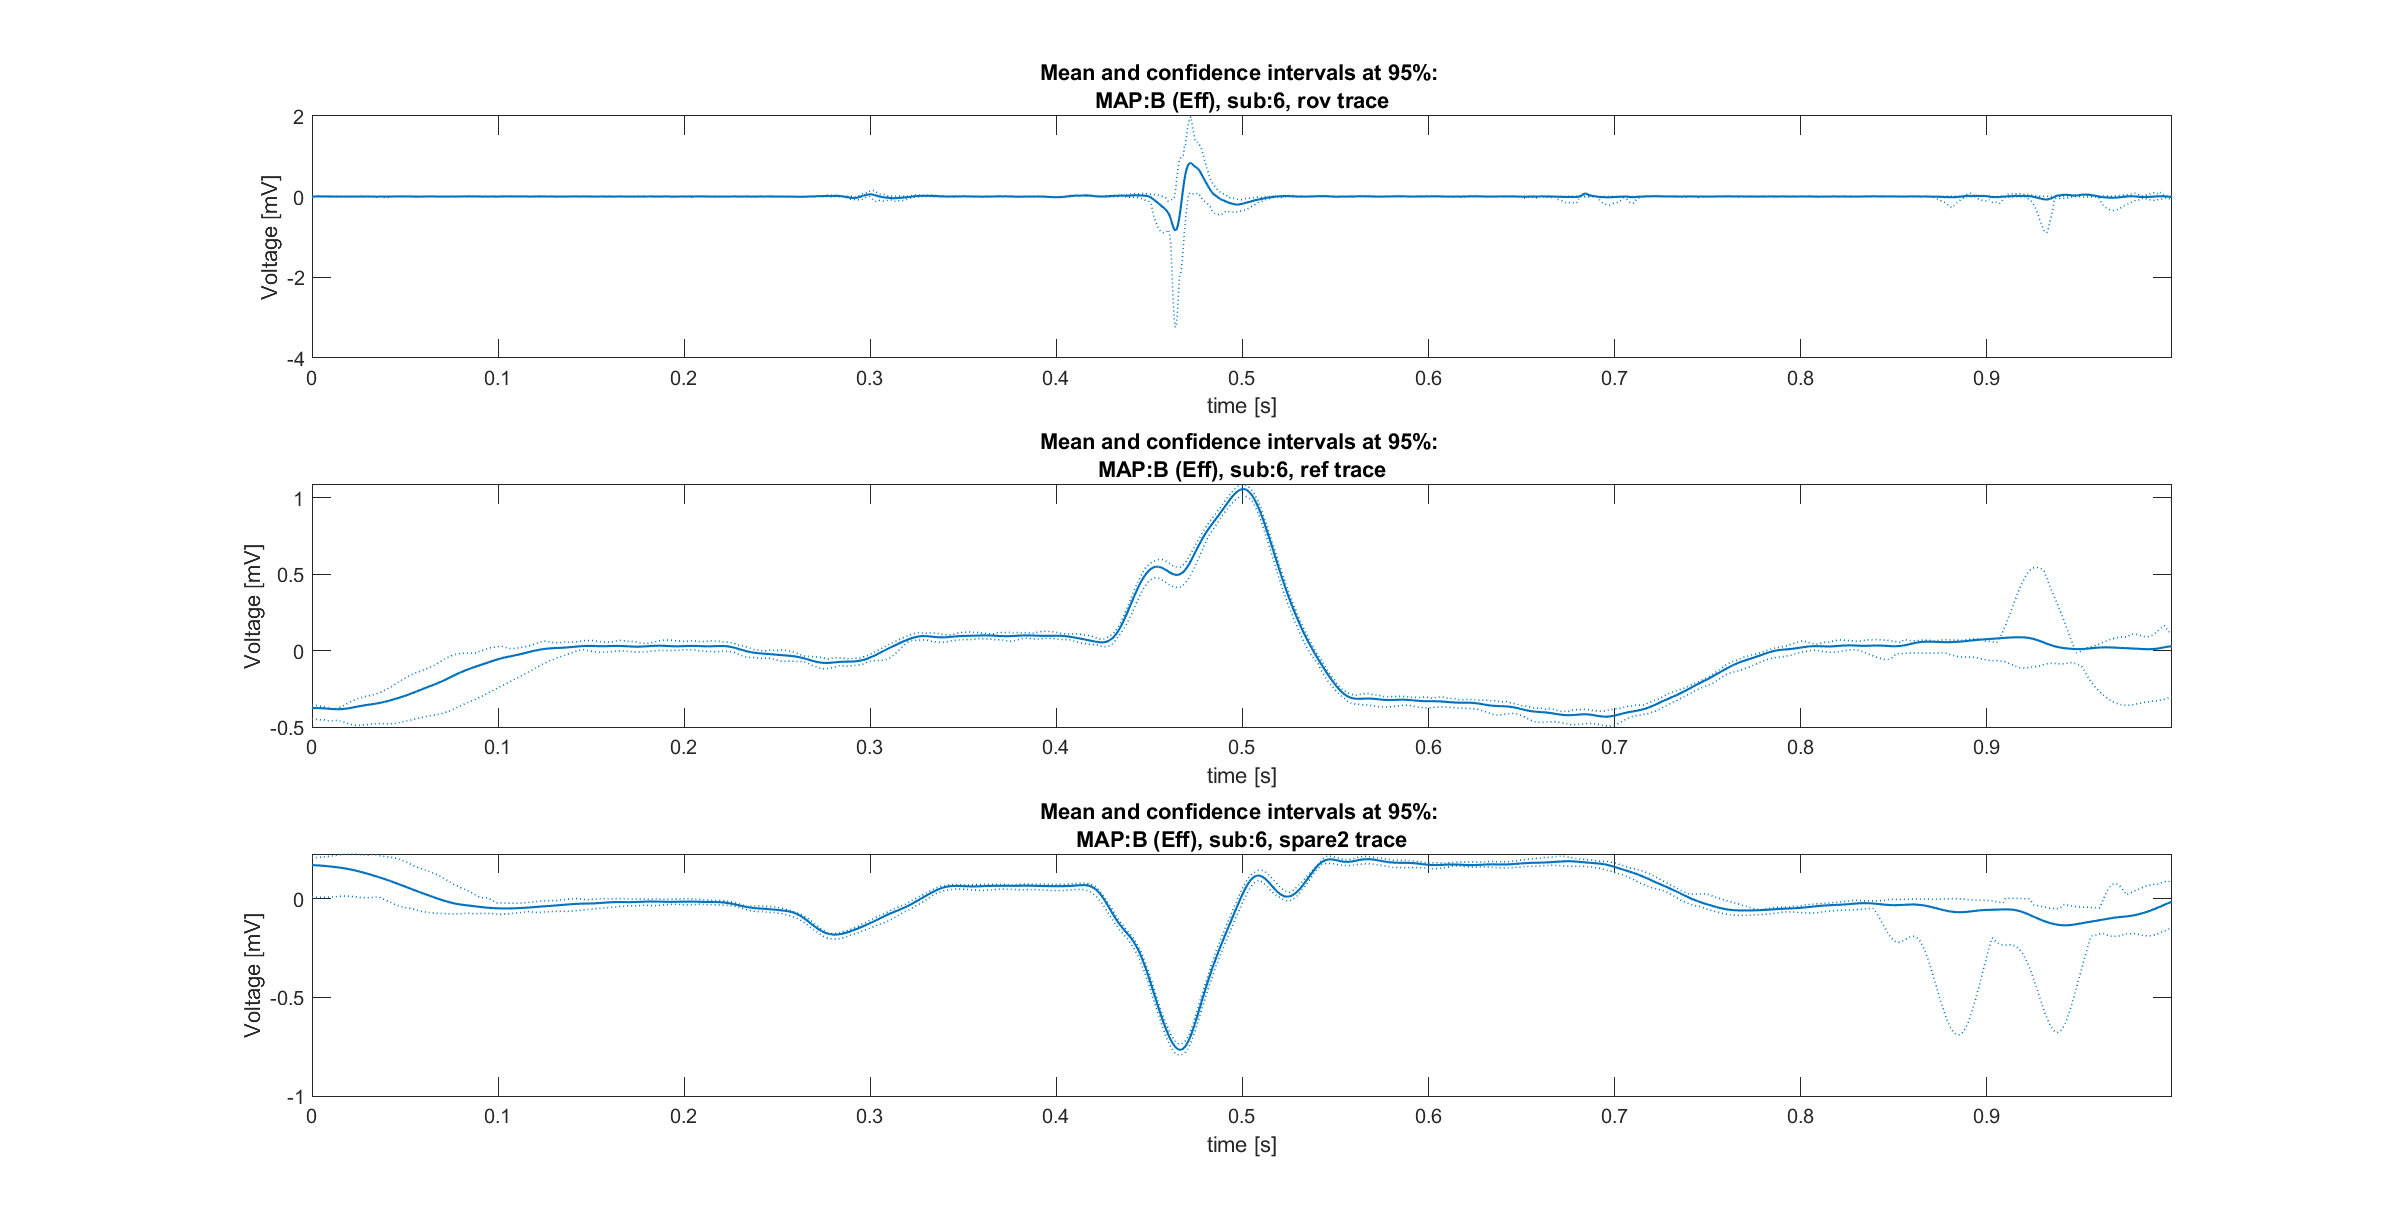 Mean and confidence intervals at 95%:
MAP:B (Eff), sub:6, rov trace
2
0
-2
-4
Voltage [mV]
0 0.1 0.2 0.3 0.4 0.5 0.6 0.7 0.8 0.9
time [s]
Mean and confidence intervals at 95%:
MAP:B (Eff), sub:6, ref trace
1
0.5
0
-0.5
Voltage [mV]
0 0.1 0.2 0.3 0.4 0.5 0.6 0.7 0.8 0.9
time [s]
Mean and confidence intervals at 95%:
MAP:B (Eff), sub:6, spare2 trace
0
-0.5
-1
Voltage [mV]
0 0.1 0.2 0.3 0.4 0.5 0.6 0.7 0.8 0.9
time [s]